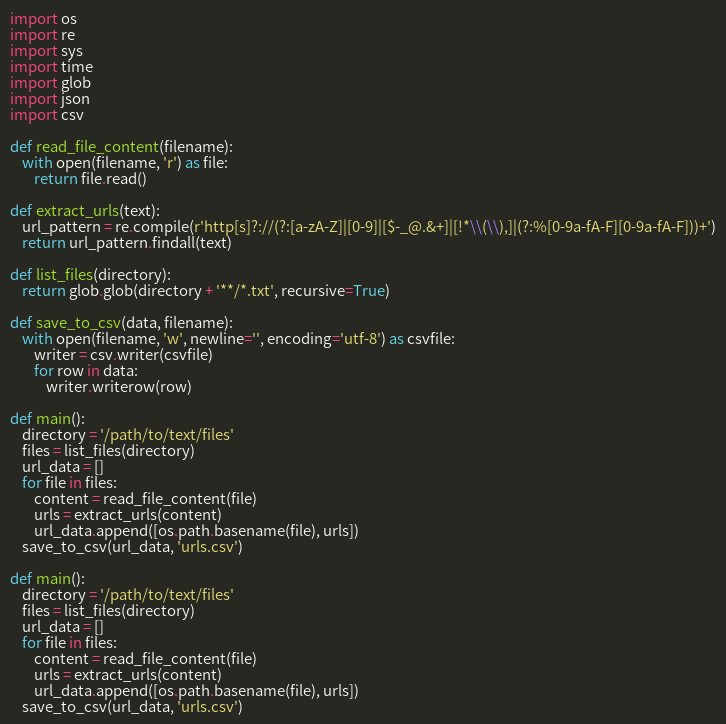 import os
import re
import sys
import time
import glob
import json
import csv

def read_file_content(filename):
    with open(filename, 'r') as file:
        return file.read()

def extract_urls(text):
    url_pattern = re.compile(r'http[s]?://(?:[a-zA-Z]|[0-9]|[$-_@.&+]|[!*\\(\\),]|(?:%[0-9a-fA-F][0-9a-fA-F]))+')
    return url_pattern.findall(text)

def list_files(directory):
    return glob.glob(directory + '**/*.txt', recursive=True)

def save_to_csv(data, filename):
    with open(filename, 'w', newline='', encoding='utf-8') as csvfile:
        writer = csv.writer(csvfile)
        for row in data:
            writer.writerow(row)

def main():
    directory = '/path/to/text/files'
    files = list_files(directory)
    url_data = []
    for file in files:
        content = read_file_content(file)
        urls = extract_urls(content)
        url_data.append([os.path.basename(file), urls])
    save_to_csv(url_data, 'urls.csv')

def main():
    directory = '/path/to/text/files'
    files = list_files(directory)
    url_data = []
    for file in files:
        content = read_file_content(file)
        urls = extract_urls(content)
        url_data.append([os.path.basename(file), urls])
    save_to_csv(url_data, 'urls.csv')